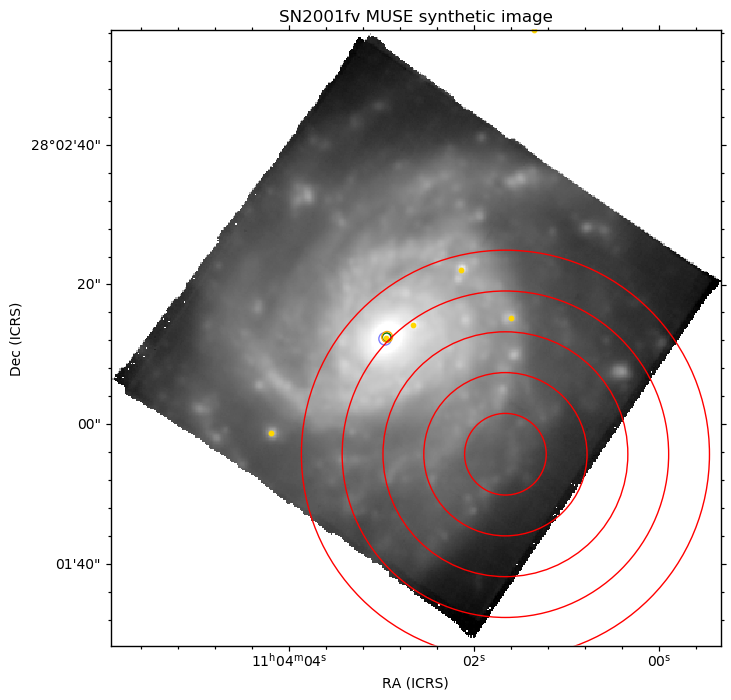 SN2001fv MUSE synthetic image
28°02'40"
20"
00"
01'40"
Dec (ICRS)
11ʰ04ᵐ04ˢ
02ˢ
00ˢ
RA (ICRS)